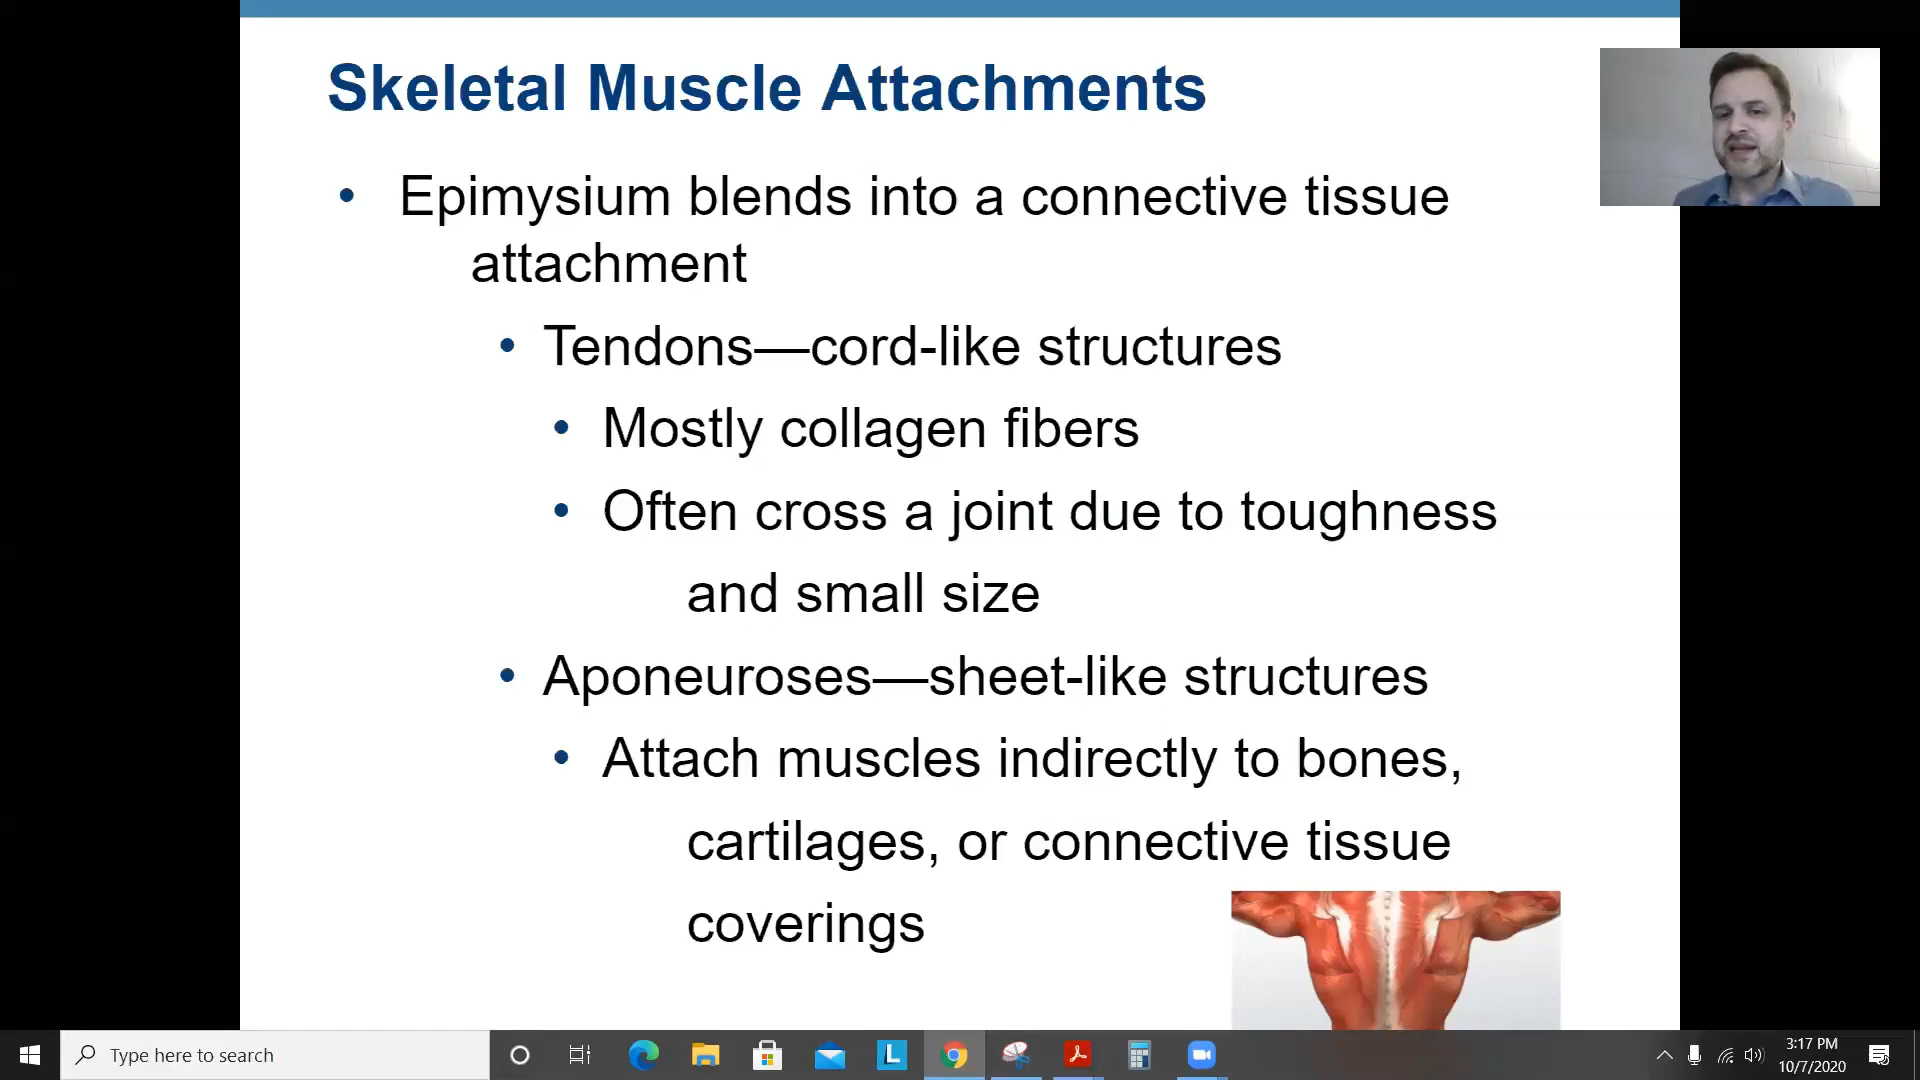 Skeletal Muscle Attachments
• Epimysium blends into a connective tissue
attachment
• Tendons—cord-like structures
• Mostly collagen fibers
• Often cross a joint due to toughness
and small size
• Aponeuroses—sheet-like structures
• Attach muscles indirectly to bones,
cartilages, or connective tissue
coverings
Type here to search
L
3:17 PM
10/7/2020